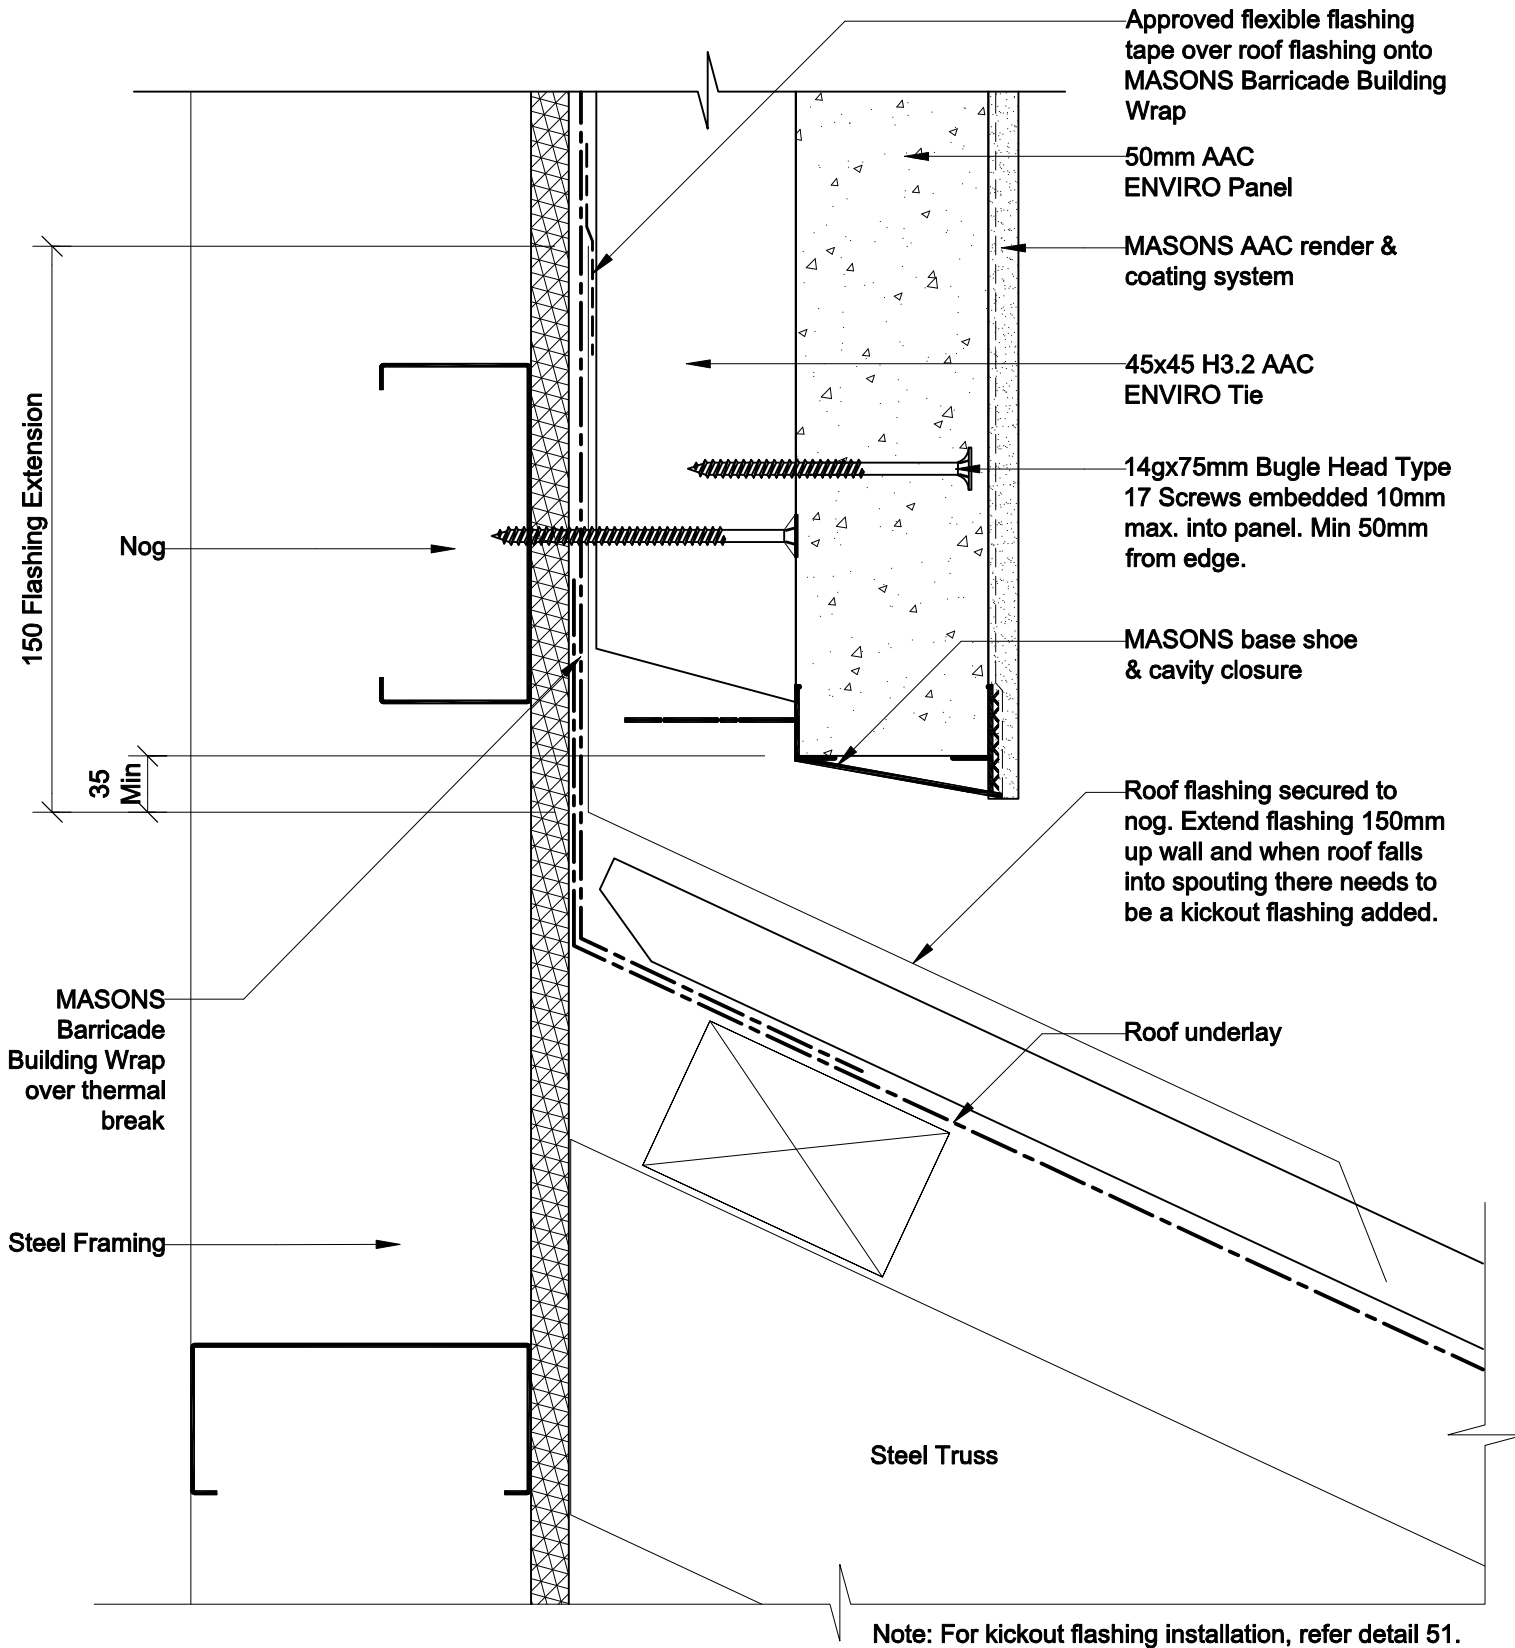 Approved flexible flashing
tape over roof flashing onto
MASONS Barricade Building
Wrap
50mm AAC
ENVIRO Panel
MASONS AAC render &
coating system
45x45 H3.2 AAC
ENVIRO Tie
14gx75mm Bugle Head Type
17 Screws embedded 10mm
max. into panel. Min 50mm
from edge.
MASONS base shoe
& cavity closure
Roof flashing secured to
nog. Extend flashing 150mm
up wall and when roof falls
into spouting there needs to
be a kickout flashing added.
Roof underlay
150 Flashing Extension
Nog
35
Min
MASONS
Barricade
Building Wrap
over thermal
break
Steel Framing
Steel Truss
Note: For kickout flashing installation, refer detail 51.